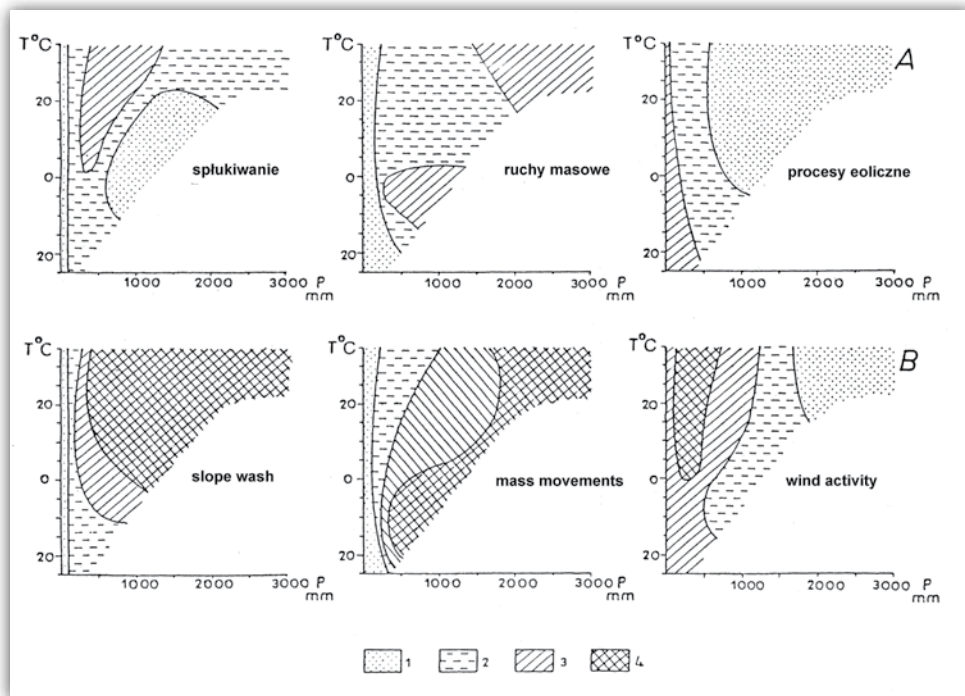 T°C
20
0
20
spłukiwanie
1000 2000 3000 P
mm
T°C
20
0
20
ruchy masowe
1000 2000 3000 P
mm
T°C
20
0
20
A
procesy eoliczne
1000 2000 3000 P
mm
T°C
20
0
20
slope wash
1000 2000 3000 P
mm
T°C
20
0
20
mass movements
1000 2000 3000 P
mm
T°C
20
0
20
B
wind activity
1000 2000 3000 P
mm
1 2 3 4